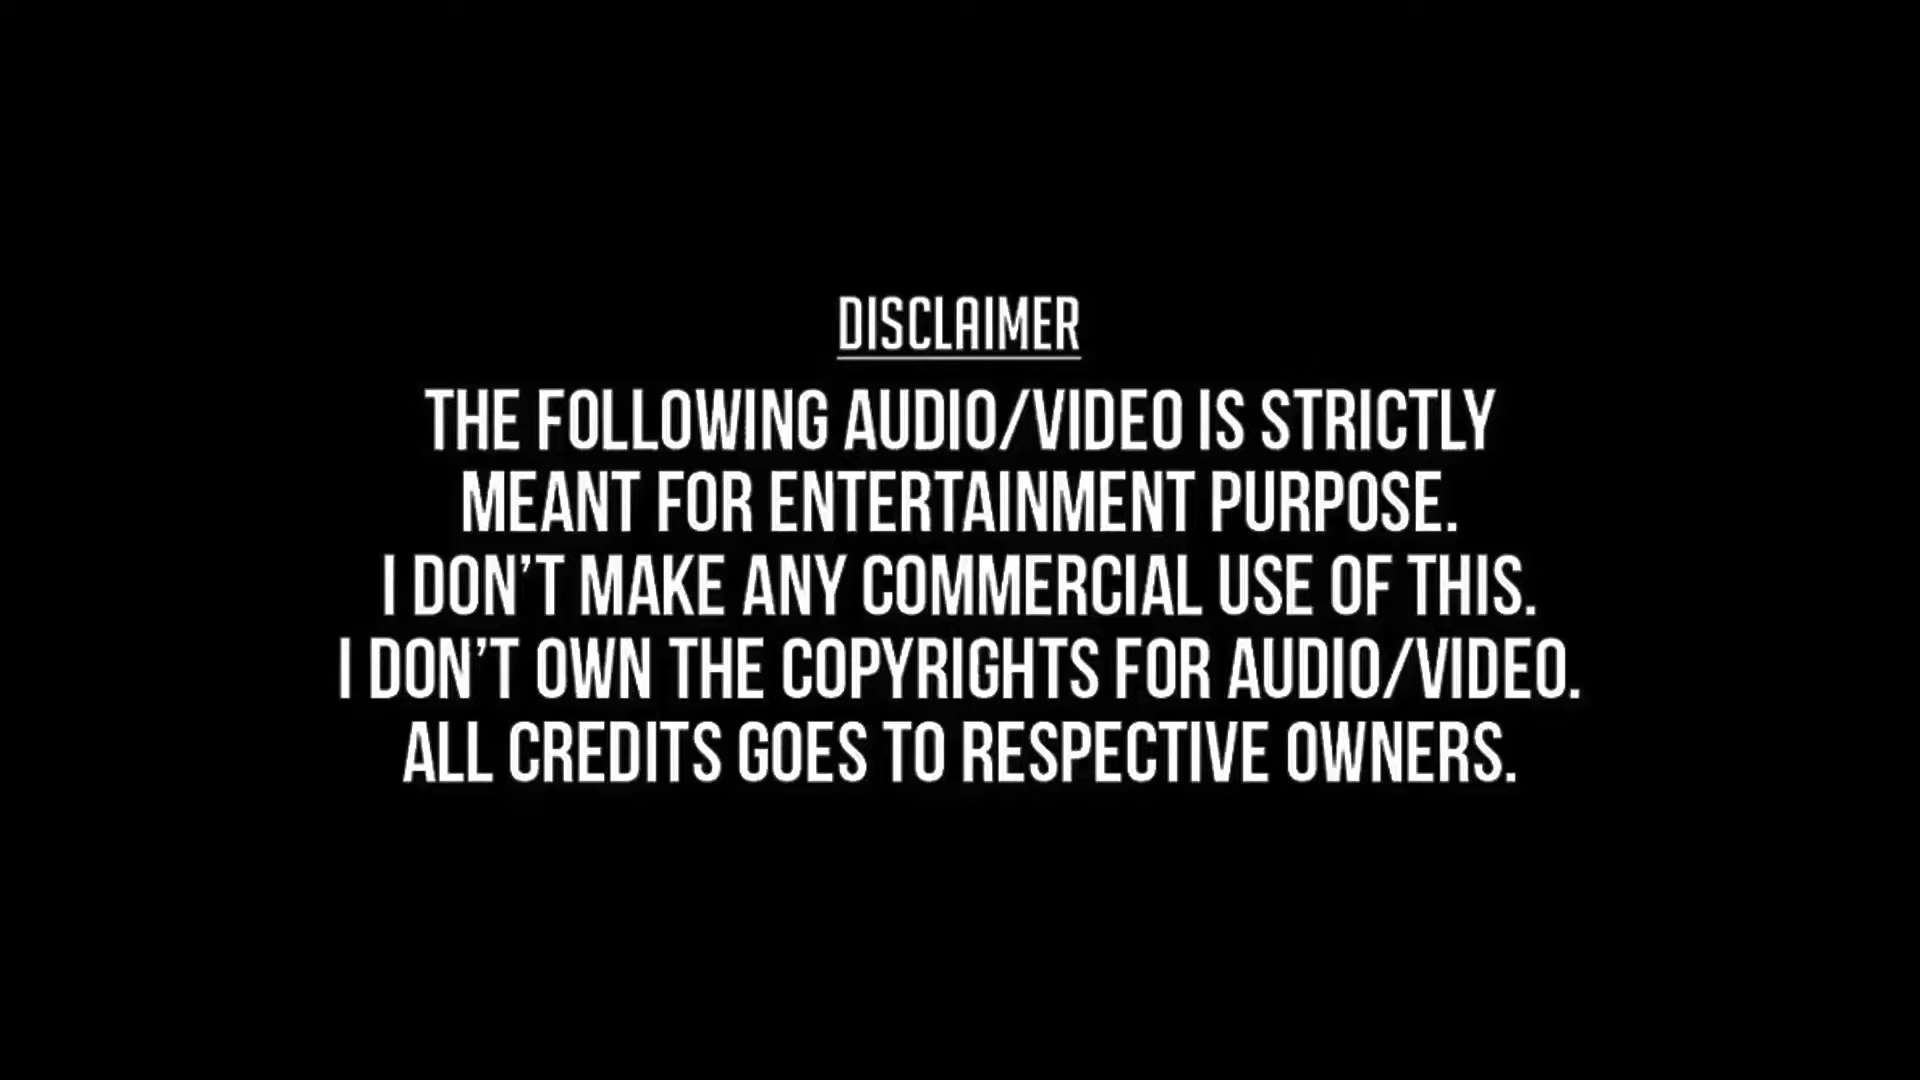 DISCLAIMER
THE FOLLOWING AUDIO/VIDEO IS STRICTLY
MEANT FOR ENTERTAINMENT PURPOSE.
I DON’T MAKE ANY COMMERCIAL USE OF THIS.
I DON’T OWN THE COPYRIGHTS FOR AUDIO/VIDEO.
ALL CREDITS GOES TO RESPECTIVE OWNERS.